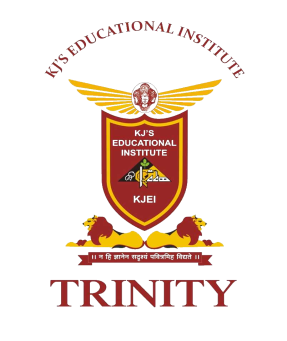 KJ'S EDUCATIONAL INSTITUTE
KJ'S
EDUCATIONAL
INSTITUTE
KJEI
।। न हि ज्ञानेन सदृशं पवित्रमिह विद्यते ।।
TRINITY